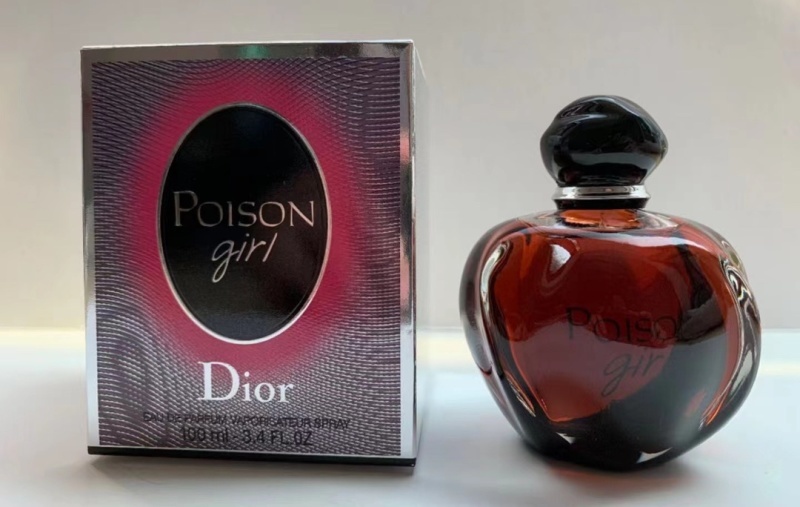 POISON
girl
Dior
EAU DE PARFUM VAPORISATEUR SPRAY
100 ml - 3.4 FL. OZ
POISON
girl